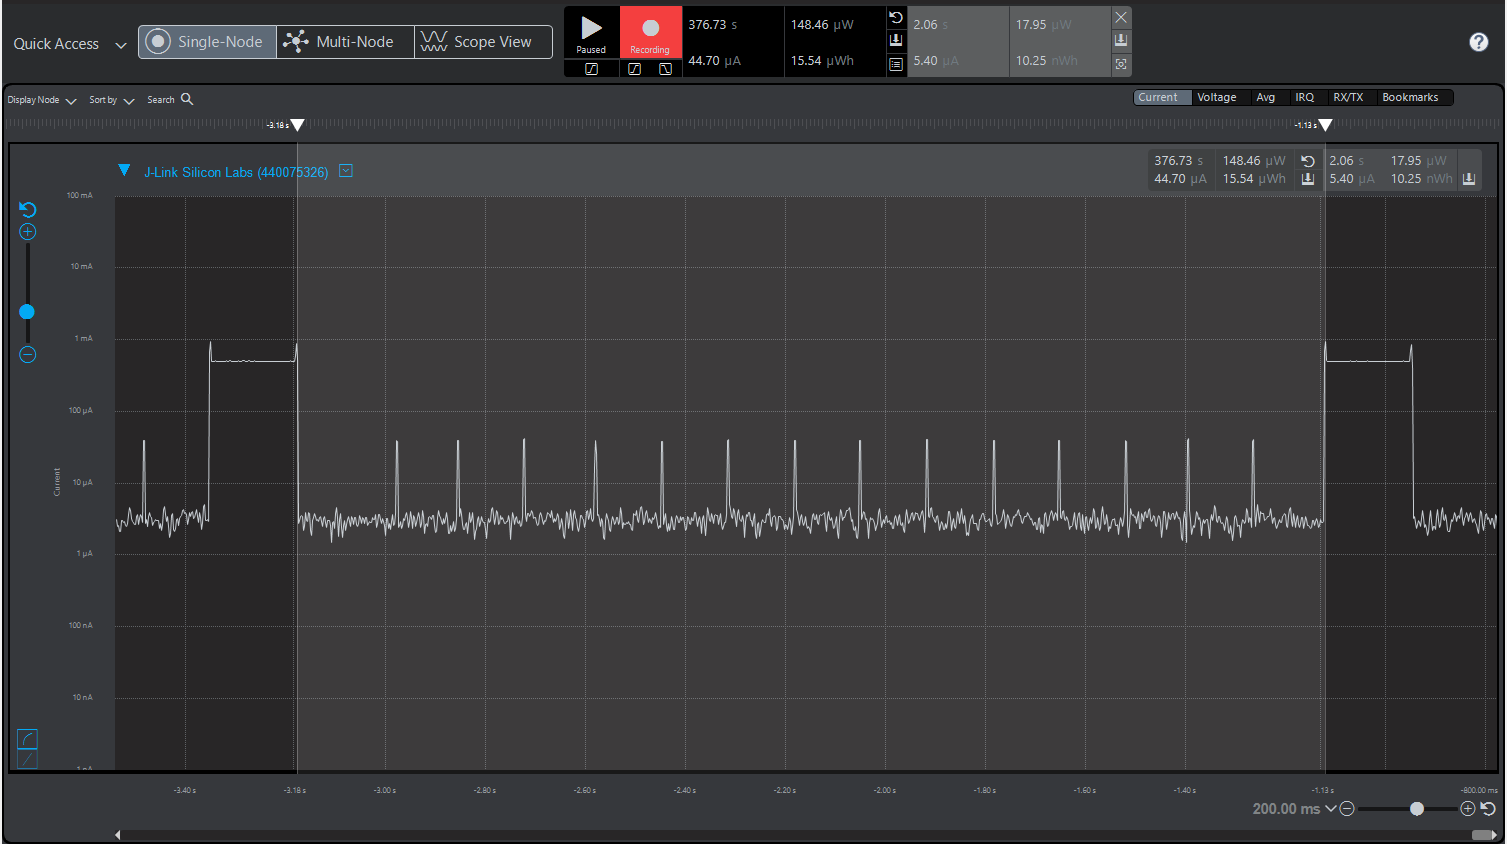 Quick Access
Single-Node
Multi-Node
Scope View
Paused
Recording
376.73 s 148.46 µW
44.70 µA 15.54 µWh
2.06 s 17.95 µW
5.40 µA 10.25 nWh
?
Display Node Sort by Search
Current Voltage Avg IRQ RX/TX Bookmarks
-3.18 s -1.13 s
J-Link Silicon Labs (440075326)
376.73 s 148.46 µW 2.06 s 17.95 µW
44.70 µA 15.54 µWh 5.40 µA 10.25 nWh
100 mA
10 mA
1 mA
100 µA
Current
10 µA
1 µA
100 nA
10 nA
1 nA
-3.40 s -3.18 s -3.00 s -2.80 s -2.60 s -2.40 s -2.20 s -2.00 s -1.80 s -1.60 s -1.40 s -1.13 s -800.00 ms
200.00 ms